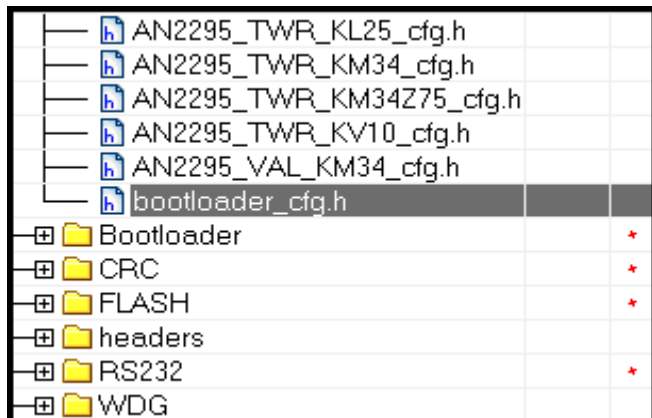 AN2295_TWR_KL25_cfg.h
AN2295_TWR_KM34_cfg.h
AN2295_TWR_KM34Z75_cfg.h
AN2295_TWR_KV10_cfg.h
AN2295_VAL_KM34_cfg.h
bootloader_cfg.h
Bootloader
CRC
FLASH
headers
RS232
WDG